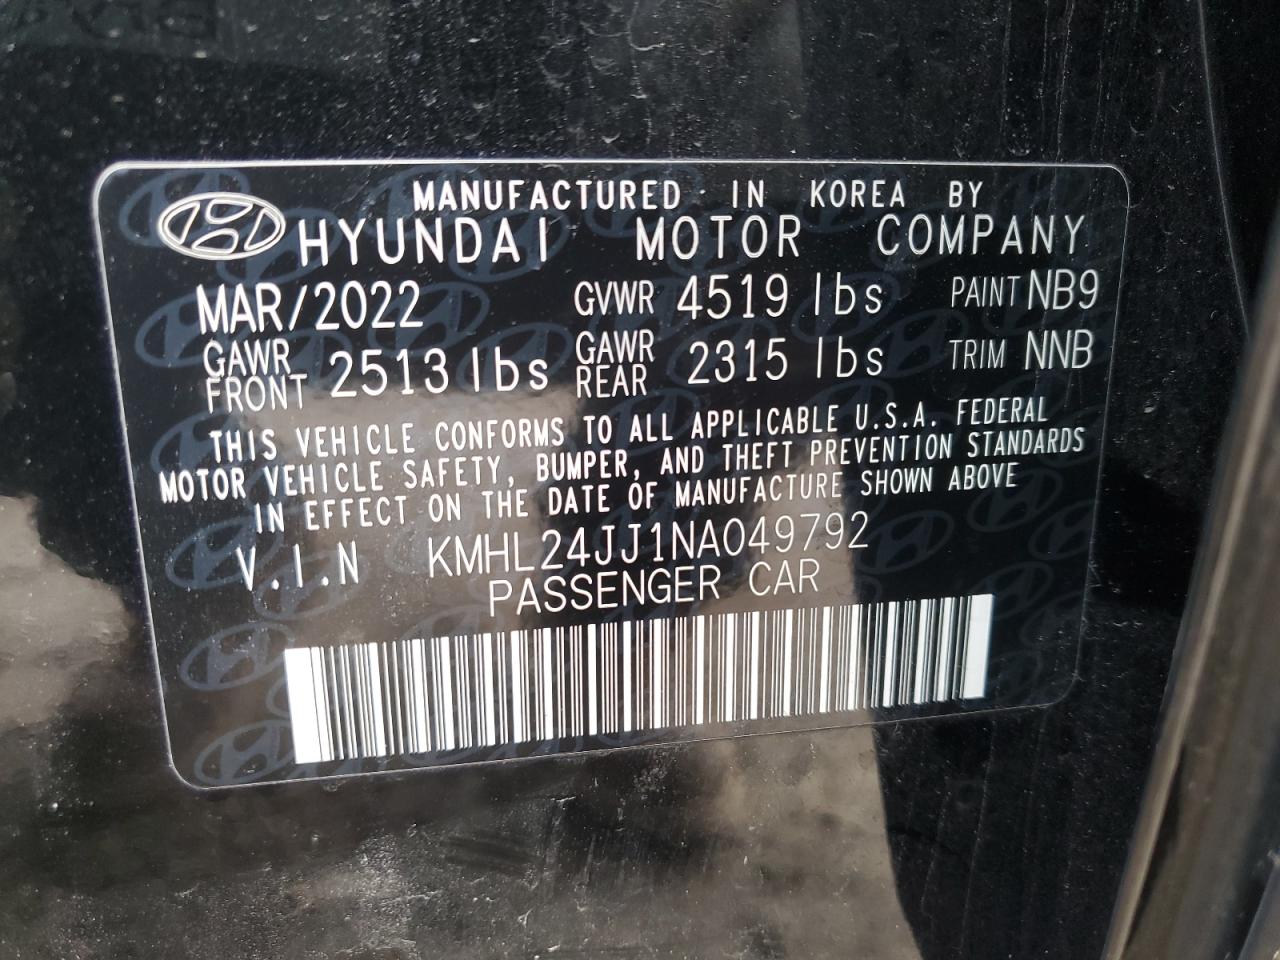 MANUFACTURED IN KOREA BY
HYUNDAI MOTOR COMPANY
MAR/2022 GVWR 4519 lbs PAINT NB9
GAWR FRONT 2513 lbs GAWR REAR 2315 lbs TRIM NNB
THIS VEHICLE CONFORMS TO ALL APPLICABLE U.S.A. FEDERAL
MOTOR VEHICLE SAFETY, BUMPER, AND THEFT PREVENTION STANDARDS
IN EFFECT ON THE DATE OF MANUFACTURE SHOWN ABOVE
V.I.N KMHL24JJ1NA049792
PASSENGER CAR